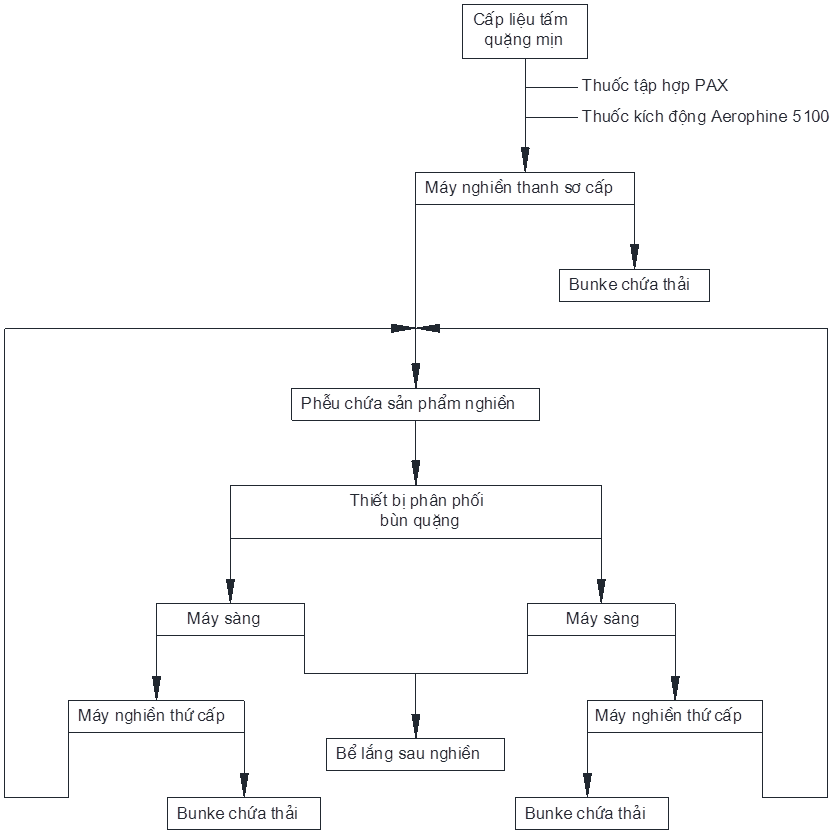 Cấp liệu tấm
quặng mịn
Thuốc tập hợp PAX
Thuốc kích động Aerophine 5100
Máy nghiền thanh sơ cấp
Bunke chứa thải
Phễu chứa sản phẩm nghiền
Thiết bị phân phối
bùn quặng
Máy sàng
Máy sàng
Máy nghiền thứ cấp
Máy nghiền thứ cấp
Bể lắng sau nghiền
Bunke chứa thải
Bunke chứa thải